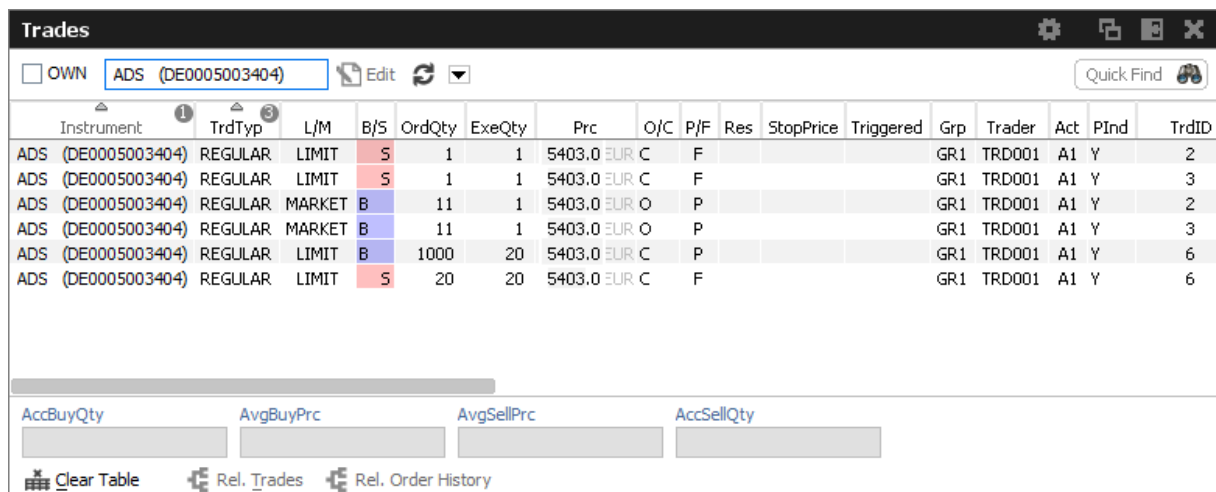 Trades
OWN ADS (DE0005003404) Edit Quick Find
Instrument 1 TrdTyp 3 L/M B/S OrdQty ExeQty Prc O/C P/F Res StopPrice Triggered Grp Trader Act PInd TrdID
ADS (DE0005003404) REGULAR LIMIT S 1 1 5403.0 EUR C F GR1 TRD001 A1 Y 2
ADS (DE0005003404) REGULAR LIMIT S 1 1 5403.0 EUR C F GR1 TRD001 A1 Y 3
ADS (DE0005003404) REGULAR MARKET B 11 1 5403.0 EUR O P GR1 TRD001 A1 Y 2
ADS (DE0005003404) REGULAR MARKET B 11 1 5403.0 EUR O P GR1 TRD001 A1 Y 3
ADS (DE0005003404) REGULAR LIMIT B 1000 20 5403.0 EUR C P GR1 TRD001 A1 Y 6
ADS (DE0005003404) REGULAR LIMIT S 20 20 5403.0 EUR C F GR1 TRD001 A1 Y 6
AccBuyQty AvgBuyPrc AvgSellPrc AccSellQty
Clear Table Rel. Trades Rel. Order History